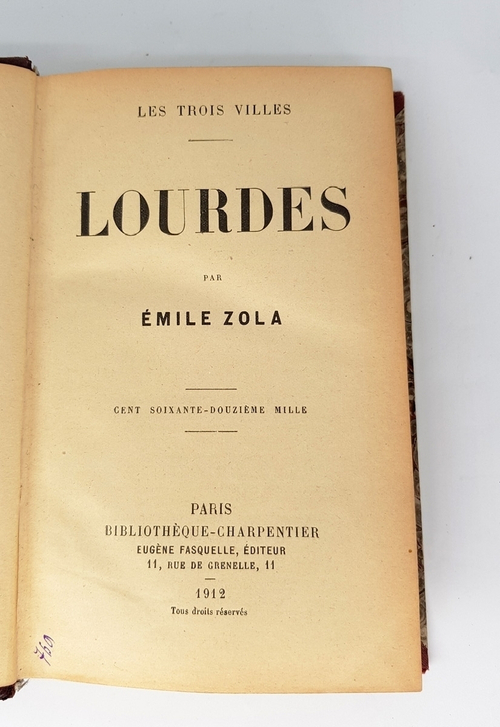 LES TROIS VILLES
LOURDES
PAR
ÉMILE ZOLA
CENT SOIXANTE-DOUZIÈME MILLE
PARIS
BIBLIOTHÈQUE-CHARPENTIER
EUGÈNE FASQUELLE, ÉDITEUR
11, RUE DE GRENELLE, 11
1912
Tous droits réservés